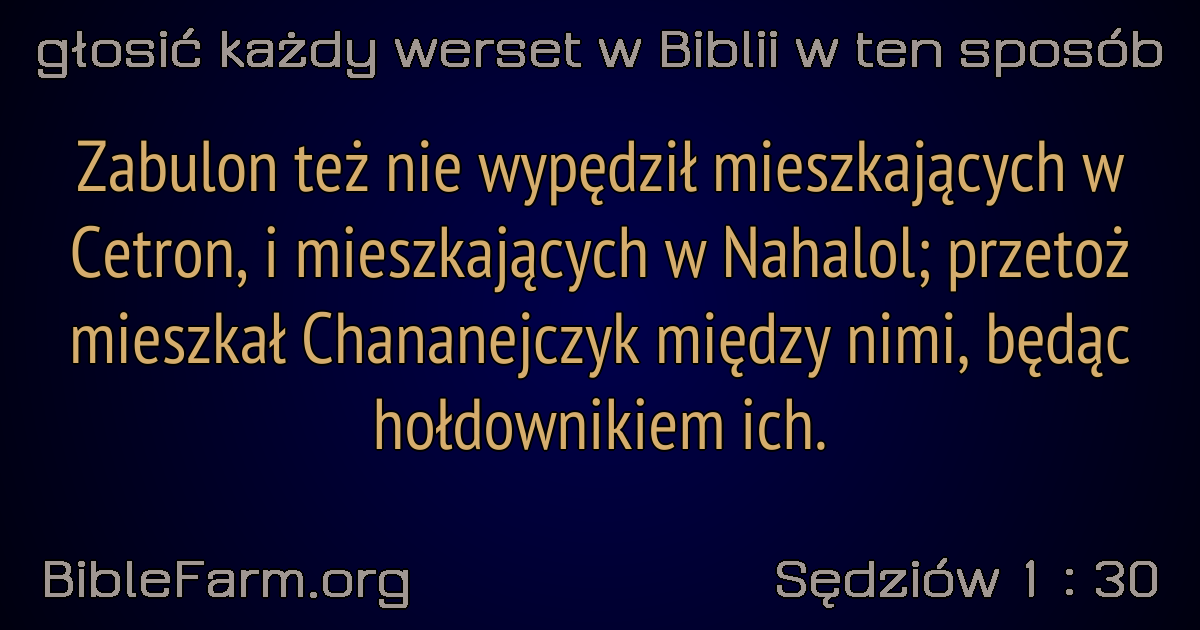 głosić każdy werset w Biblii w ten sposób
Zabulon też nie wypędził mieszkających w
Cetron, i mieszkających w Nahalol; przetoż
mieszkał Chananejczyk między nimi, będąc
hołdownikiem ich.
BibleFarm.org
Sędziów 1 : 30